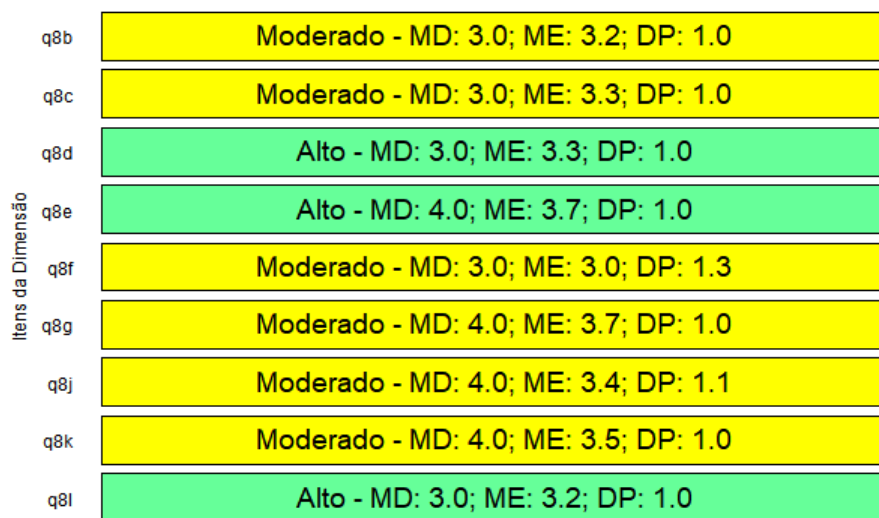 q8b Moderado - MD: 3.0; ME: 3.2; DP: 1.0
q8c Moderado - MD: 3.0; ME: 3.3; DP: 1.0
q8d Alto - MD: 3.0; ME: 3.3; DP: 1.0
q8e Alto - MD: 4.0; ME: 3.7; DP: 1.0
q8f Moderado - MD: 3.0; ME: 3.0; DP: 1.3
q8g Moderado - MD: 4.0; ME: 3.7; DP: 1.0
q8j Moderado - MD: 4.0; ME: 3.4; DP: 1.1
q8k Moderado - MD: 4.0; ME: 3.5; DP: 1.0
q8l Alto - MD: 3.0; ME: 3.2; DP: 1.0
Itens da Dimensão